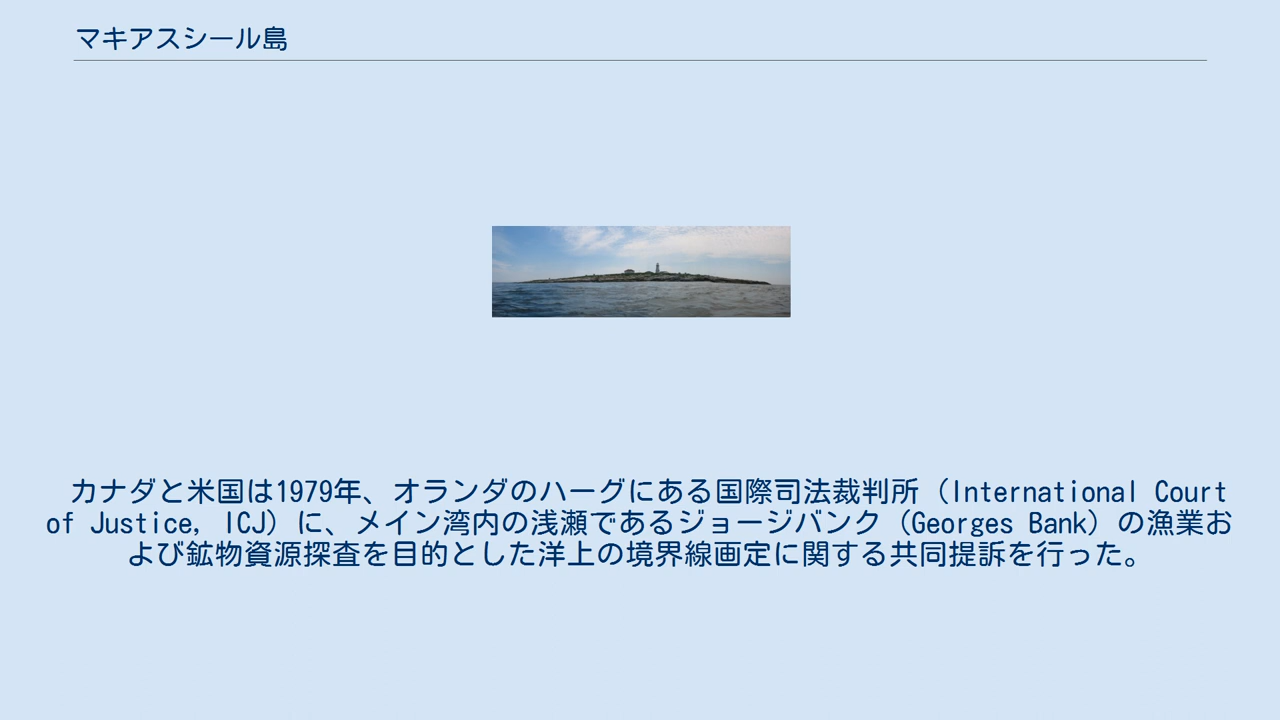 マキアスシール島
カナダと米国は1979年、オランダのハーグにある国際司法裁判所（International Court
of Justice, ICJ）に、メイン湾内の浅瀬であるジョージバンク（Georges Bank）の漁業お
よび鉱物資源探査を目的とした洋上の境界線画定に関する共同提訴を行った。